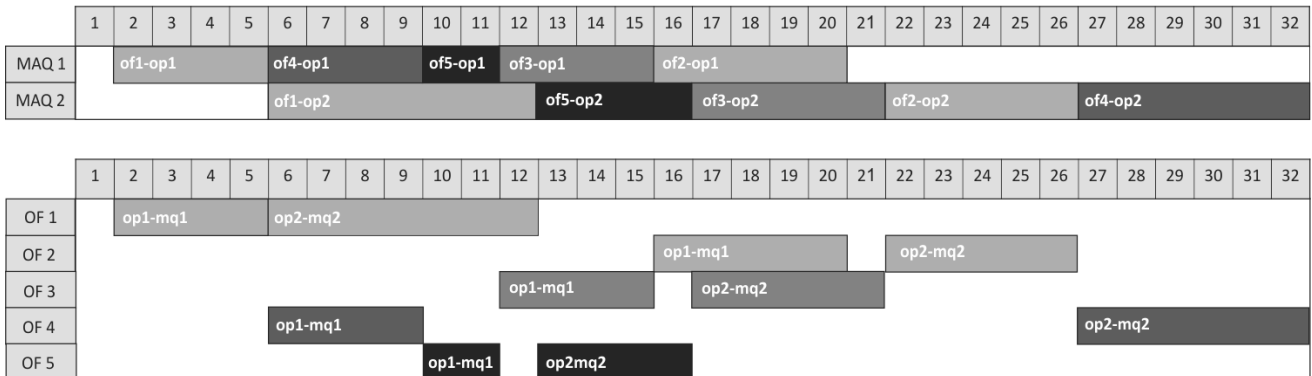 1 2 3 4 5 6 7 8 9 10 11 12 13 14 15 16 17 18 19 20 21 22 23 24 25 26 27 28 29 30 31 32
MAQ 1 of1-op1 of4-op1 of5-op1 of3-op1 of2-op1
MAQ 2 of1-op2 of5-op2 of3-op2 of2-op2 of4-op2
1 2 3 4 5 6 7 8 9 10 11 12 13 14 15 16 17 18 19 20 21 22 23 24 25 26 27 28 29 30 31 32
OF 1 op1-mq1 op2-mq2
OF 2 op1-mq1 op2-mq2
OF 3 op1-mq1 op2-mq2
OF 4 op1-mq1 op2-mq2
OF 5 op1-mq1 op2mq2